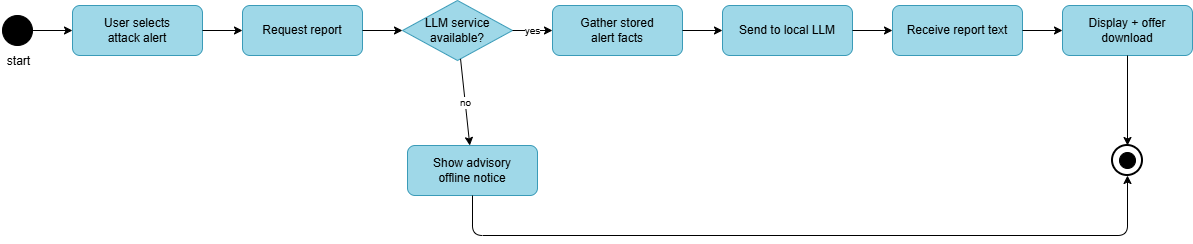 start
User selects
attack alert
Request report
LLM service
available?
yes
Gather stored
alert facts
Send to local LLM
Receive report text
Display + offer
download
no
Show advisory
offline notice